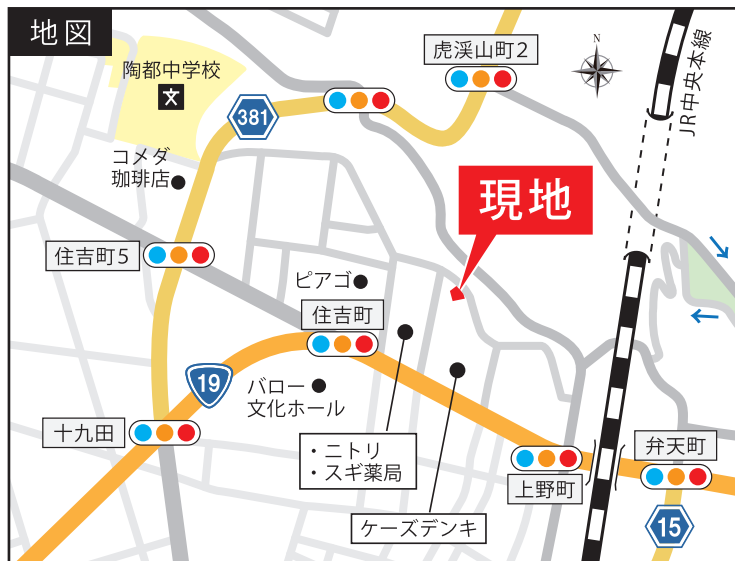 地図
虎渓山町2
N
JR中央本線
陶都中学校
文
381
コメダ
珈琲店
現地
住吉町5
ピアゴ
住吉町
19
バロー
文化ホール
十九田
・ニトリ
・スギ薬局
上野町
弁天町
ケーズデンキ
15